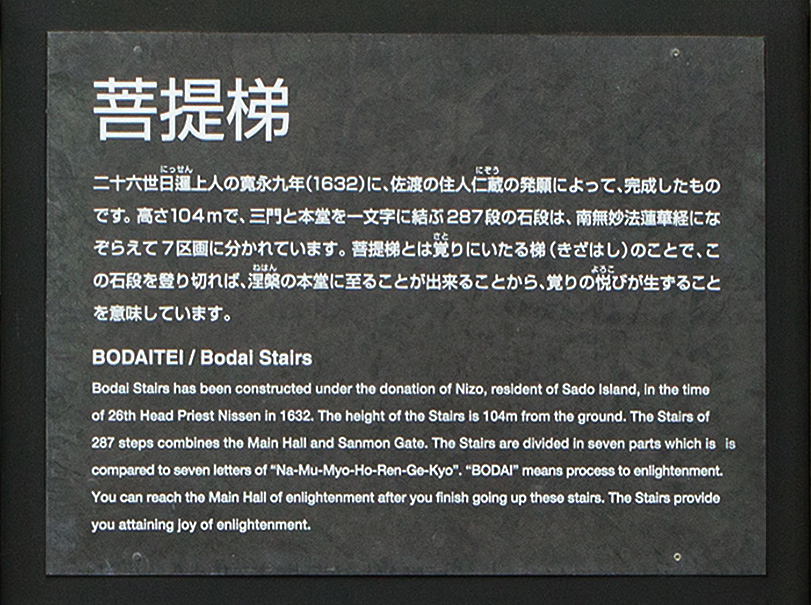 菩提梯
二十六世日暹上人の寛永九年(1632)に、佐渡の住人仁蔵の発願によって、完成したもの
です。高さ104mで、三門と本堂を一文字に結ぶ287段の石段は、南無妙法蓮華経にな
ぞらえて7区画に分かれています。菩提梯とは覚りにいたる梯(きざはし)のことで、こ
の石段を登り切れば、涅槃の本堂に至ることが出来ることから、覚りの悦びが生ずること
を意味しています。
BODAITEI / Bodai Stairs
Bodai Stairs has been constructed under the donation of Nizo, resident of Sado Island, in the time
of 26th Head Priest Nissen in 1632. The height of the Stairs is 104m from the ground. The Stairs of
287 steps combines the Main Hall and Sanmon Gate. The Stairs are divided in seven parts which is is
compared to seven letters of “Na-Mu-Myo-Ho-Ren-Ge-Kyo”. “BODAI” means process to enlightenment.
You can reach the Main Hall of enlightenment after you finish going up these stairs. The Stairs provide
you attaining joy of enlightenment.